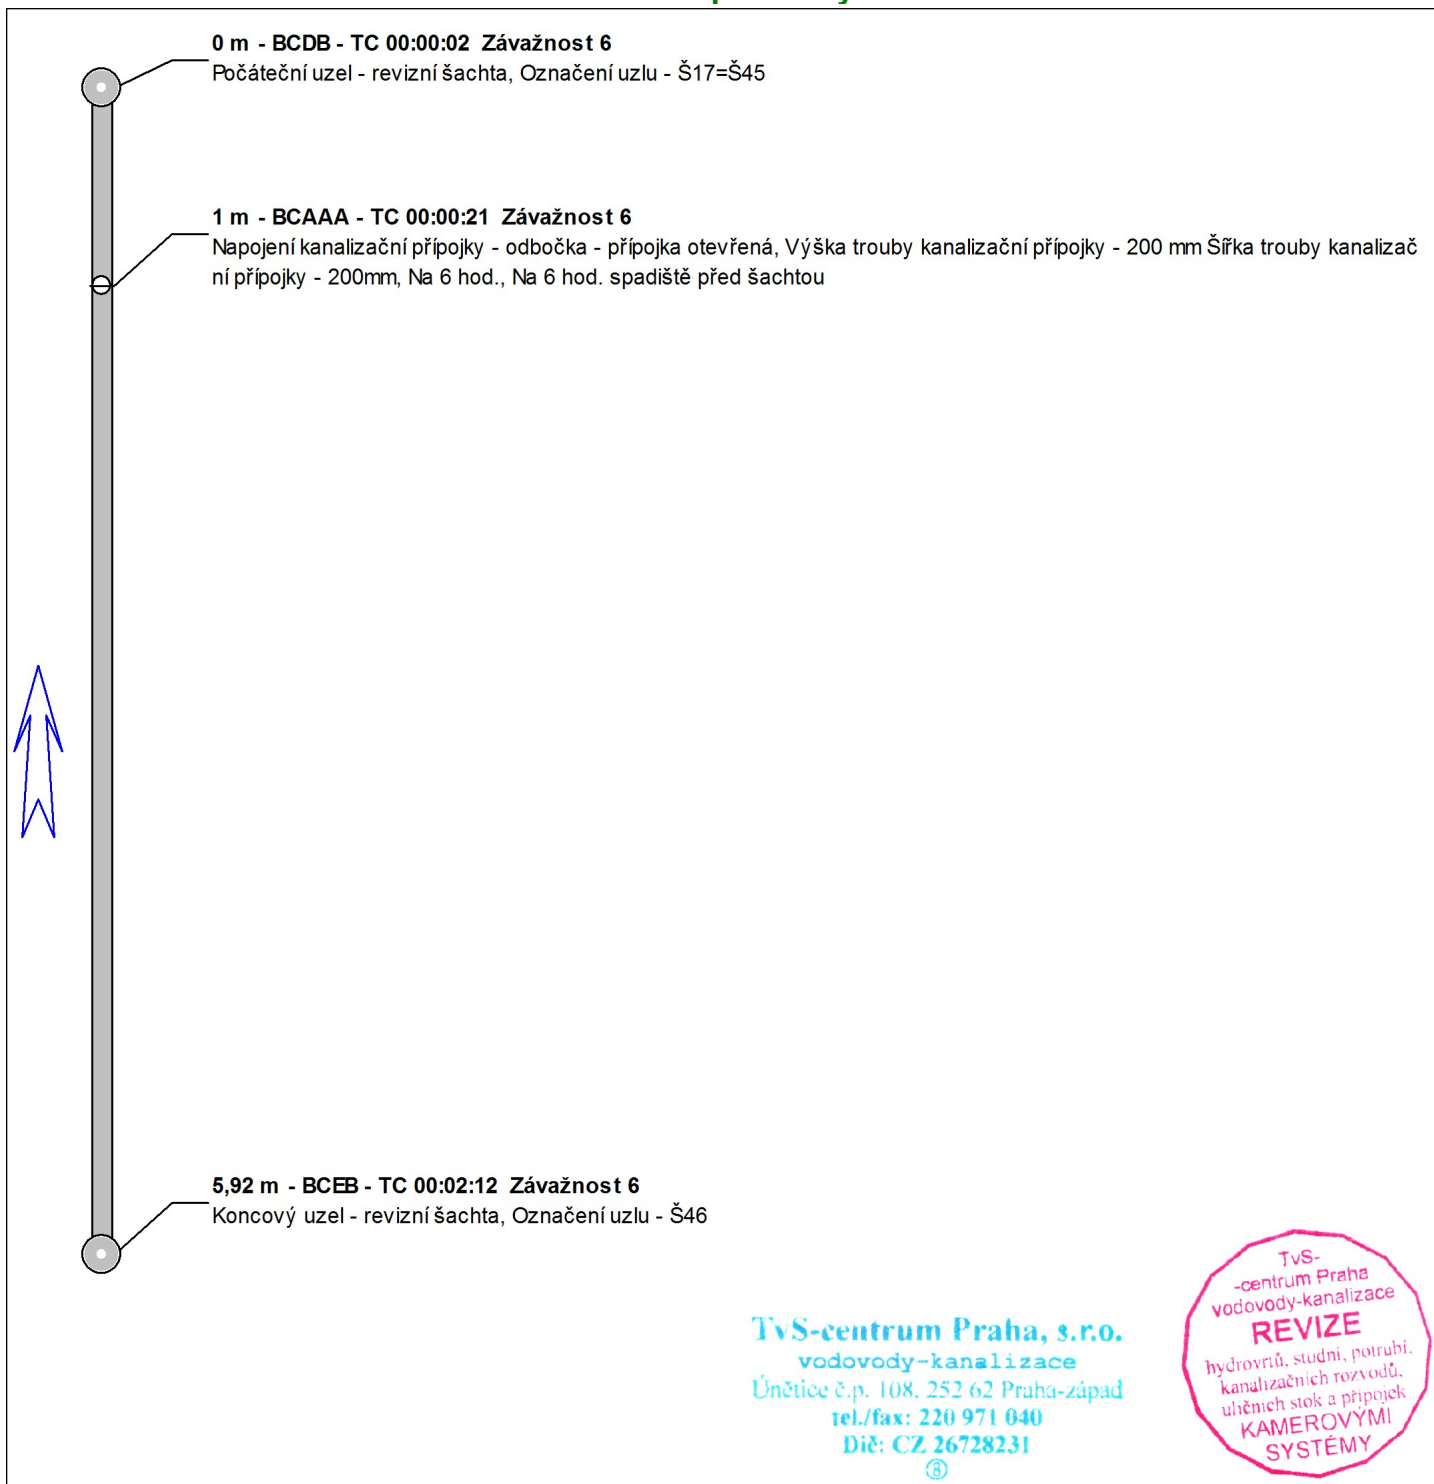 0 m - BCDB - TC 00:00:02 Závažnost 6
Počáteční uzel - revizní šachta, Označení uzlu - Š17=Š45
1 m - BCAAA - TC 00:00:21 Závažnost 6
Napojení kanalizační přípojky - odbočka - přípojka otevřená, Výška trouby kanalizační přípojky - 200 mm Šířka trouby kanalizač
ní přípojky - 200mm, Na 6 hod., Na 6 hod. spadiště před šachtou
5,92 m - BCEB - TC 00:02:12 Závažnost 6
Koncový uzel - revizní šachta, Označení uzlu - Š46
TvS-centrum Praha, s.r.o.
vodovody-kanalizace
Únětice č.p. 108, 252 62 Praha-západ
tel./fax: 220 971 040
Dič: CZ 26728231
⑧
TvS-
-centrum Praha
vodovody-kanalizace
REVIZE
hydrovrtů, studní, potrubí,
kanalizačních rozvodů,
uličních stok a přípojek
KAMEROVÝMI
SYSTÉMY